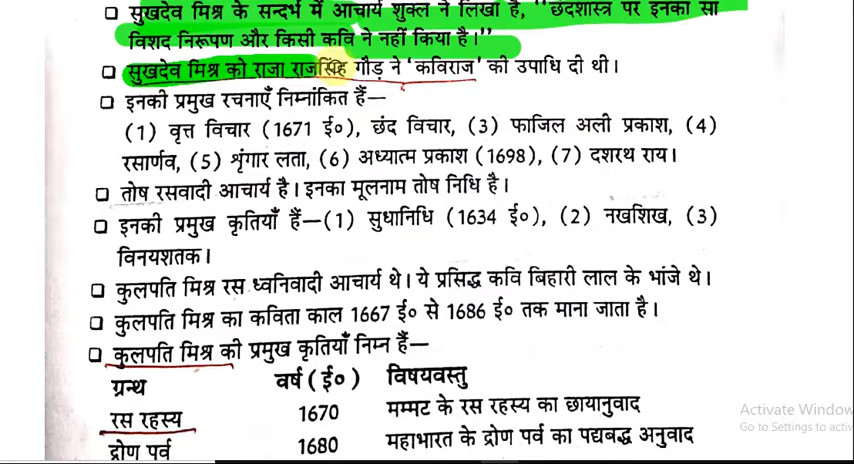 ❑ सुखदेव मिश्र के सन्दर्भ में आचार्य शुक्ल ने लिखा है, ''छंदशास्त्र पर इनका सा
विशद निरूपण और किसी कवि ने नहीं किया है।''
❑ सुखदेव मिश्र को राजा राजसिंह गौड़ ने 'कविराज' की उपाधि दी थी।
❑ इनकी प्रमुख रचनाएँ निम्नांकित हैं—
(1) वृत्त विचार (1671 ई०), छंद विचार, (3) फाजिल अली प्रकाश, (4)
रसार्णव, (5) शृंगार लता, (6) अध्यात्म प्रकाश (1698), (7) दशरथ राय।
❑ तोष रसवादी आचार्य है। इनका मूलनाम तोष निधि है।
❑ इनकी प्रमुख कृतियाँ हैं—(1) सुधानिधि (1634 ई०), (2) नखशिख, (3)
विनयशतक।
❑ कुलपति मिश्र रस ध्वनिवादी आचार्य थे। ये प्रसिद्ध कवि बिहारी लाल के भांजे थे।
❑ कुलपति मिश्र का कविता काल 1667 ई० से 1686 ई० तक माना जाता है।
❑ कुलपति मिश्र की प्रमुख कृतियाँ निम्न हैं—
ग्रन्थ वर्ष (ई०) विषयवस्तु
रस रहस्य 1670 मम्मट के रस रहस्य का छायानुवाद
द्रोण पर्व 1680 महाभारत के द्रोण पर्व का पद्यबद्ध अनुवाद
Activate Window
Go to Settings to activ